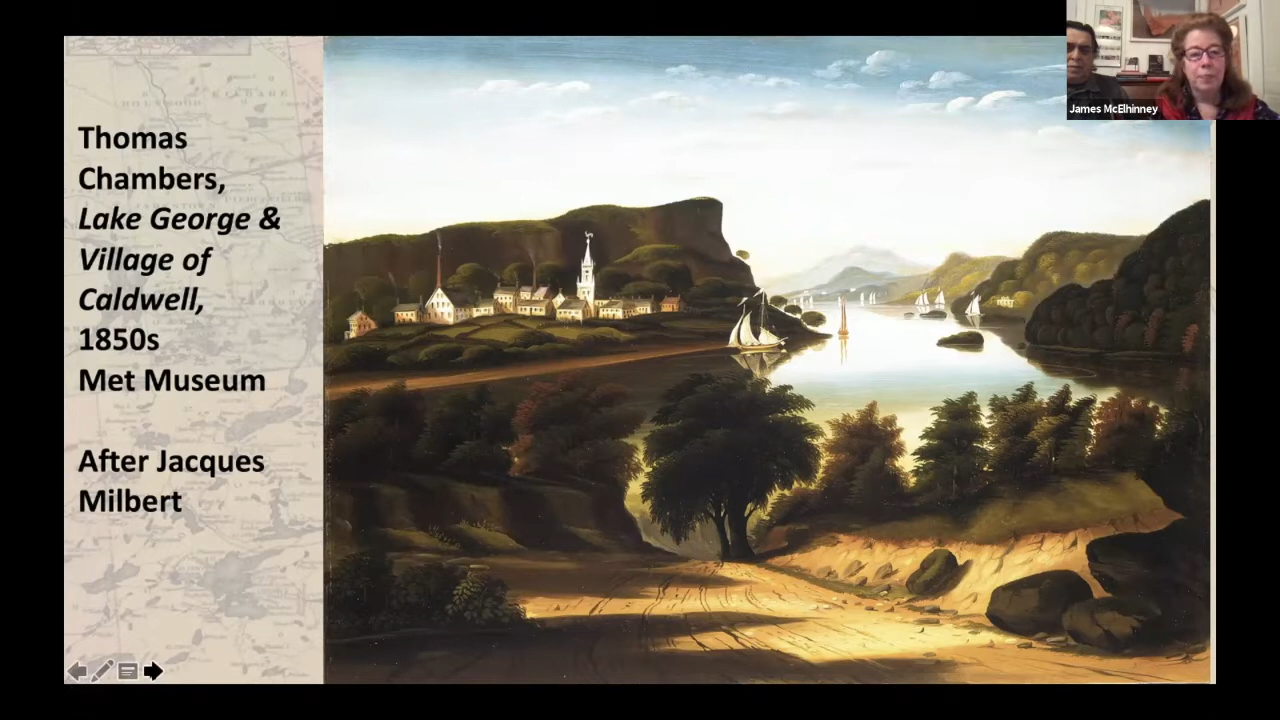 Thomas
Chambers,
Lake George &
Village of
Caldwell,
1850s
Met Museum
After Jacques
Milbert
James McElhinney